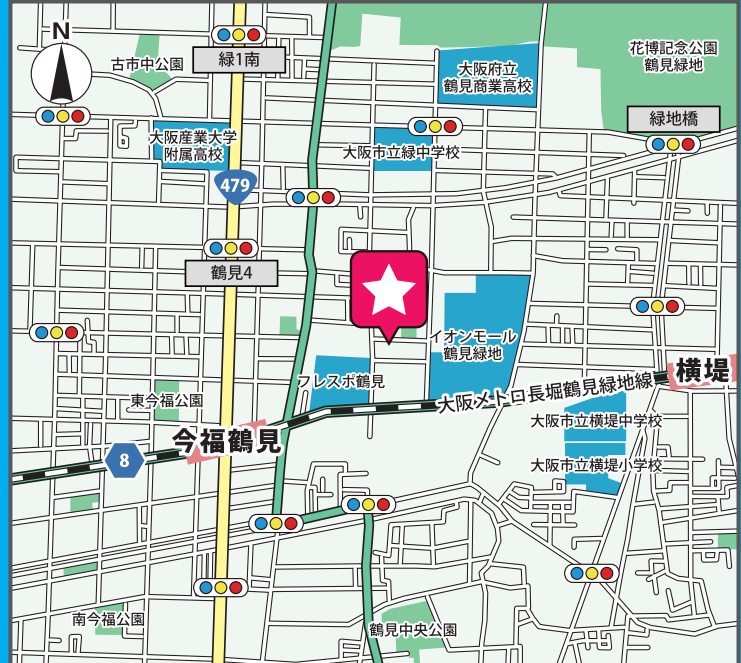 N
緑1南
古市中公園
大阪府立
鶴見商業高校
花博記念公園
鶴見緑地
緑地橋
大阪産業大学
附属高校
大阪市立緑中学校
479
鶴見4
イオンモール
鶴見緑地
フレスポ鶴見
横堤
大阪メトロ長堀鶴見緑地線
東今福公園
大阪市立横堤中学校
今福鶴見
8
大阪市立横堤小学校
南今福公園
鶴見中央公園